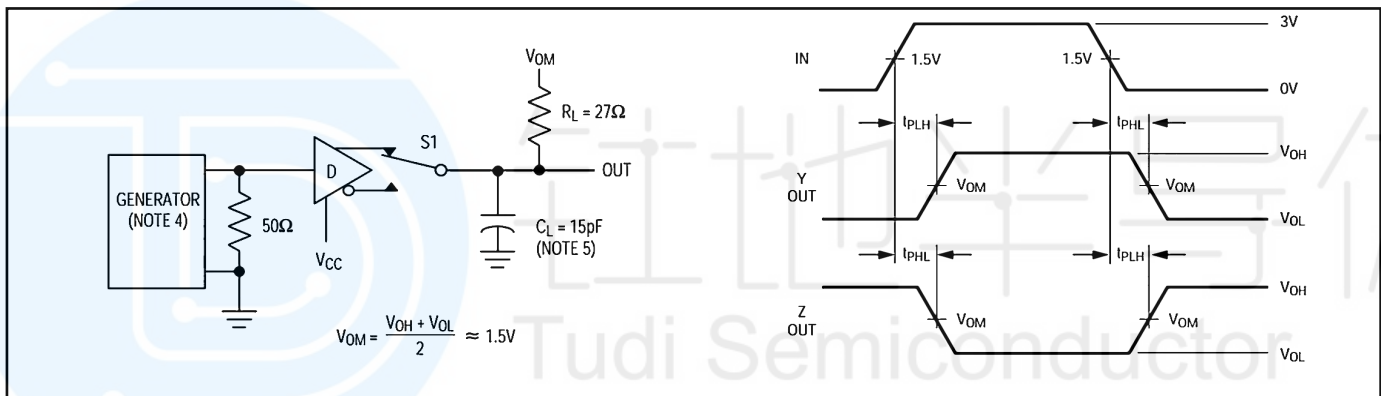 GENERATOR
(NOTE 4)
50Ω
D
VCC
S1
VOM
RL = 27Ω
OUT
CL = 15pF
(NOTE 5)
VOM = VOH + VOL / 2 ≈ 1.5V
IN
1.5V
1.5V
3V
0V
tPLH
tPHL
Y
OUT
VOM
VOM
VOH
VOL
tPHL
tPLH
Z
OUT
VOM
VOM
VOH
VOL
Tudi Semiconductor